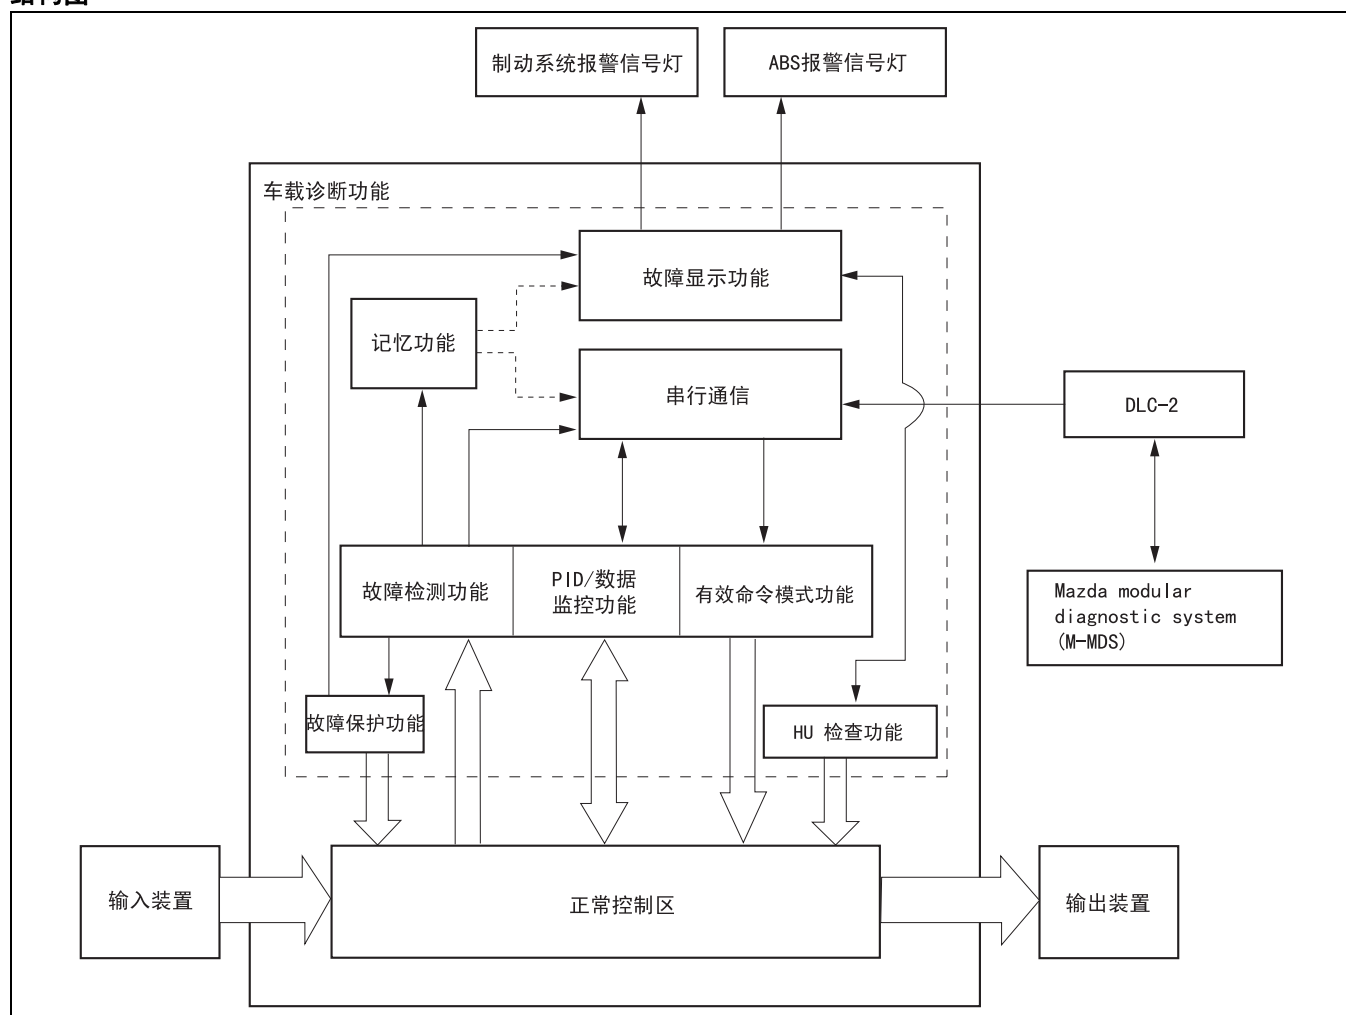 结构图
制动系统报警信号灯
ABS报警信号灯
车载诊断功能
故障显示功能
记忆功能
串行通信
DLC-2
故障检测功能
PID/数据
监控功能
有效命令模式功能
Mazda modular
diagnostic system
(M-MDS)
故障保护功能
HU 检查功能
输入装置
正常控制区
输出装置